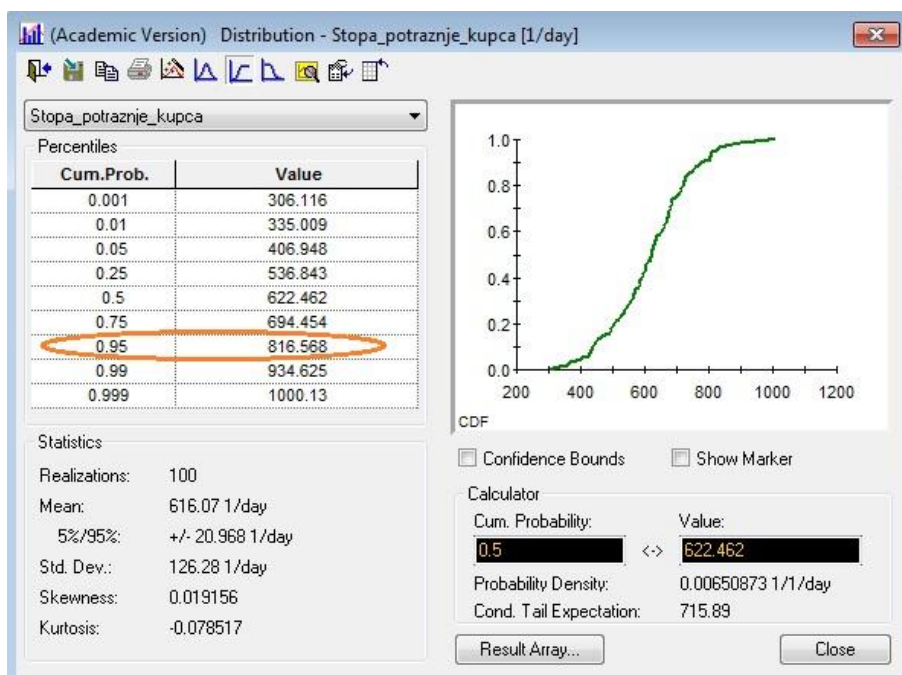 (Academic Version) Distribution - Stopa_potraznje_kupca [1/day]
Stopa_potraznje_kupca
Percentiles
Cum.Prob. Value
0.001 306.116
0.01 335.009
0.05 406.948
0.25 536.843
0.5 622.462
0.75 694.454
0.95 816.568
0.99 934.625
0.999 1000.13
Statistics
Realizations: 100
Mean: 616.07 1/day
5%/95%: +/- 20.968 1/day
Std. Dev.: 126.28 1/day
Skewness: 0.019156
Kurtosis: -0.078517
1.0
0.8
0.6
0.4
0.2
0.0
200 400 600 800 1000 1200
CDF
Confidence Bounds Show Marker
Calculator
Cum. Probability: Value:
0.5 <-> 622.462
Probability Density: 0.00650873 1/1/day
Cond. Tail Expectation: 715.89
Result Array... Close